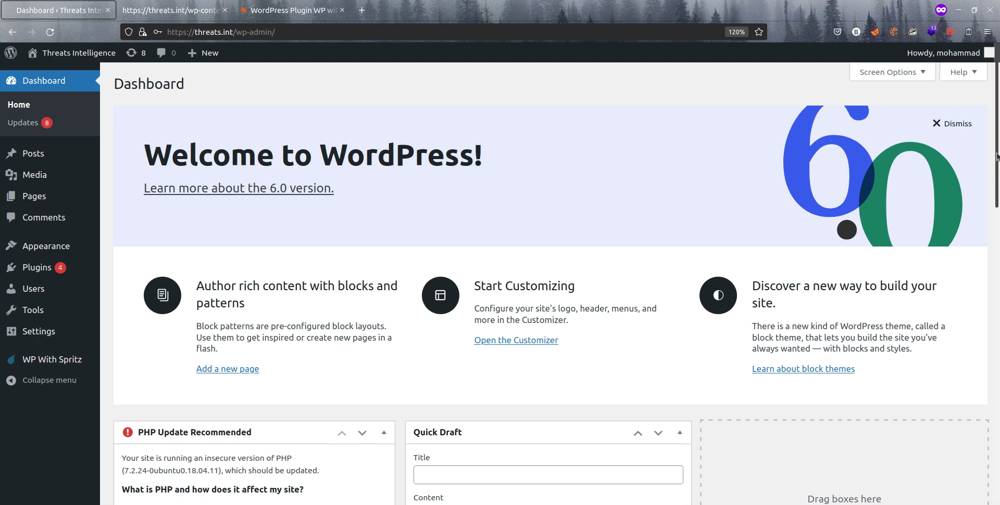 Dashboard ‹ Threats Inte
https://threats.int/wp-conte
WordPress Plugin WP wi
https://threats.int/wp-admin/
120%
13
Threats Intelligence
8
0
New
Howdy, mohammad
Dashboard
Home
Updates 8
Posts
Media
Pages
Comments
Appearance
Plugins 4
Users
Tools
Settings
WP With Spritz
Collapse menu
Screen Options
Help
Dashboard
Dismiss
Welcome to WordPress!
Learn more about the 6.0 version.
6.0
Author rich content with blocks and
patterns
Block patterns are pre-configured block layouts.
Use them to get inspired or create new pages in a
flash.
Add a new page
Start Customizing
Configure your site’s logo, header, menus, and
more in the Customizer.
Open the Customizer
Discover a new way to build your
site.
There is a new kind of WordPress theme, called a
block theme, that lets you build the site you’ve
always wanted — with blocks and styles.
Learn about block themes
PHP Update Recommended
Your site is running an insecure version of PHP
(7.2.24-0ubuntu0.18.04.11), which should be updated.
What is PHP and how does it affect my site?
Quick Draft
Title
Content
Drag boxes here